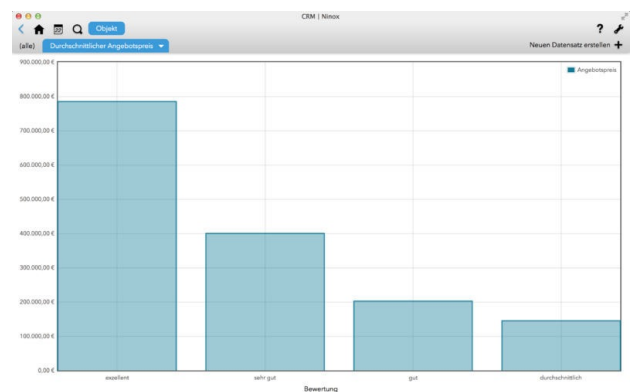 CRM | Ninox
Objekt
?
(alle) Durchschnittlicher Angebotspreis
Neuen Datensatz erstellen +
900.000,00 €
Angebotspreis
800.000,00 €
700.000,00 €
600.000,00 €
500.000,00 €
400.000,00 €
300.000,00 €
200.000,00 €
100.000,00 €
0,00 €
exzellent sehr gut gut durchschnittlich
Bewertung